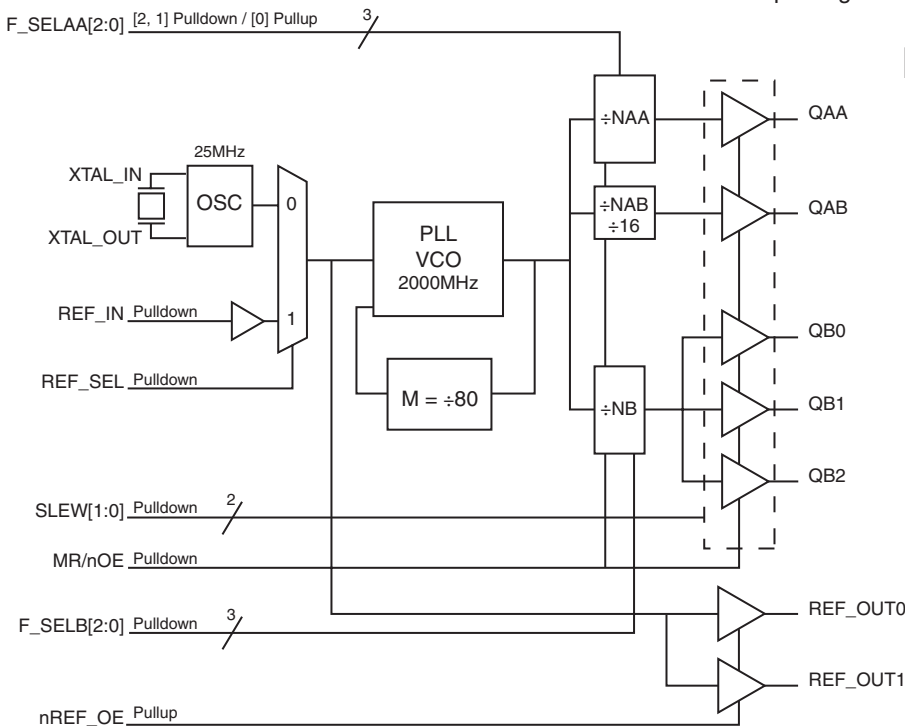 F_SELAA[2:0] [2, 1] Pulldown / [0] Pullup 3
÷NAA
QAA
25MHz
XTAL_IN
OSC
0
XTAL_OUT
÷NAB
÷16
QAB
PLL
VCO
2000MHz
REF_IN Pulldown
1
QB0
REF_SEL Pulldown
M = ÷80
÷NB
QB1
QB2
SLEW[1:0] Pulldown 2
MR/nOE Pulldown
REF_OUT0
F_SELB[2:0] Pulldown 3
REF_OUT1
nREF_OE Pullup